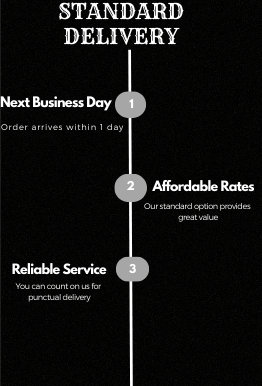 STANDARD
DELIVERY
Next Business Day
1
Order arrives within 1 day
2
Affordable Rates
Our standard option provides
great value
Reliable Service
3
You can count on us for
punctual delivery